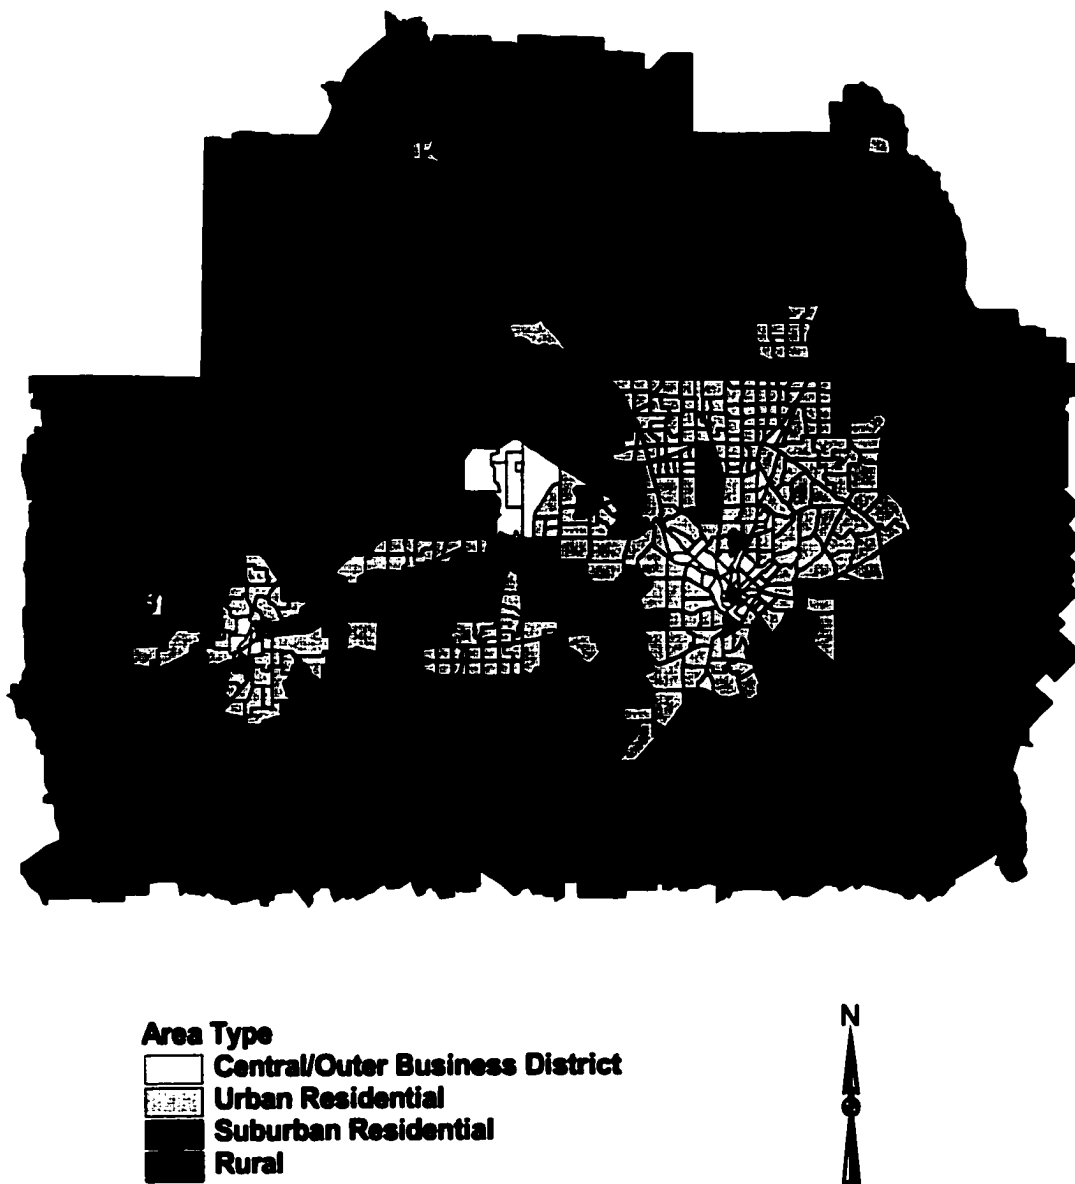 Area Type
Central/Outer Business District
Urban Residential
Suburban Residential
Rural
N